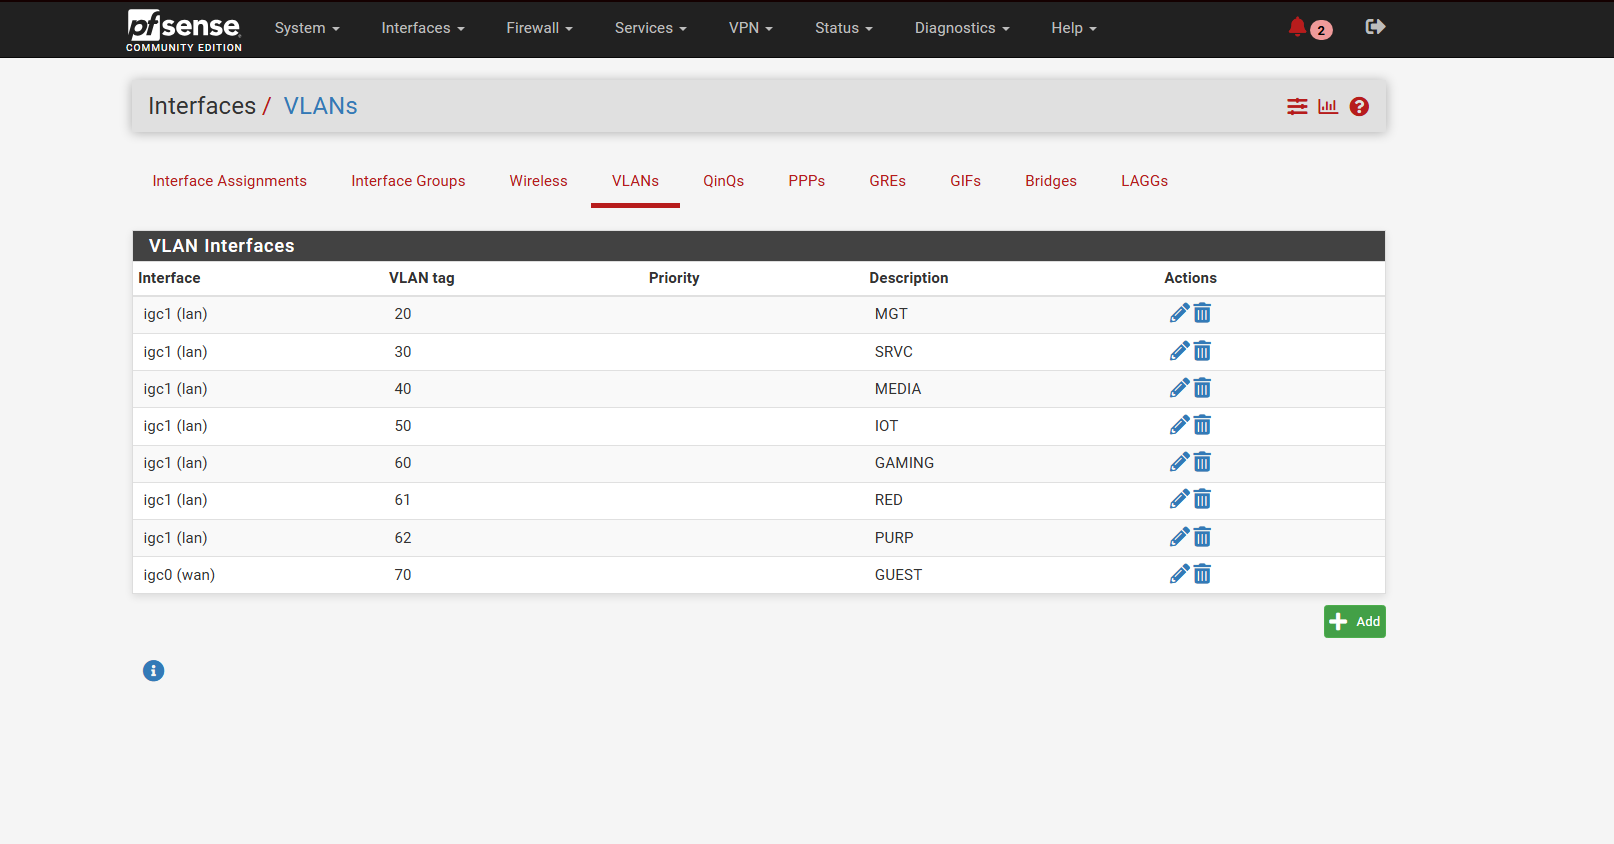 pfsense
COMMUNITY EDITION
System Interfaces Firewall Services VPN Status Diagnostics Help 2
Interfaces / VLANs
Interface Assignments Interface Groups Wireless VLANs QinQs PPPs GREs GIFs Bridges LAGGs
VLAN Interfaces
Interface VLAN tag Priority Description Actions
igc1 (lan) 20 MGT
igc1 (lan) 30 SRVC
igc1 (lan) 40 MEDIA
igc1 (lan) 50 IOT
igc1 (lan) 60 GAMING
igc1 (lan) 61 RED
igc1 (lan) 62 PURP
igc0 (wan) 70 GUEST
Add